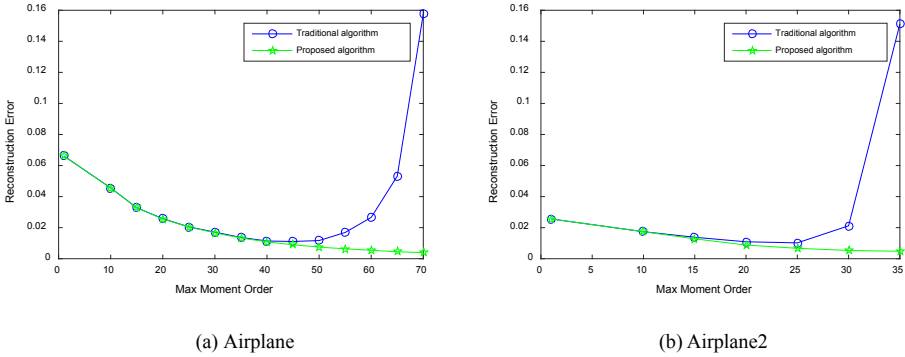 0.16
0.14
0.12
0.1
0.08
0.06
0.04
0.02
0
Reconstruction Error
0 10 20 30 40 50 60 70
Max Moment Order
Traditional algorithm
Proposed algorithm
(a) Airplane
0.16
0.14
0.12
0.1
0.08
0.06
0.04
0.02
0
Reconstruction Error
0 5 10 15 20 25 30 35
Max Moment Order
Traditional algorithm
Proposed algorithm
(b) Airplane2